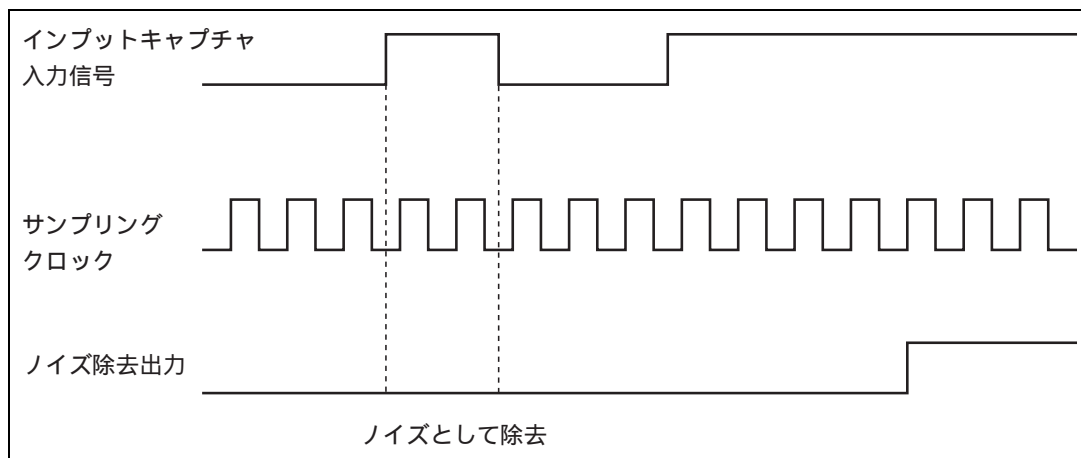 インプットキャプチャ
入力信号
サンプリング
クロック
ノイズ除去出力
ノイズとして除去